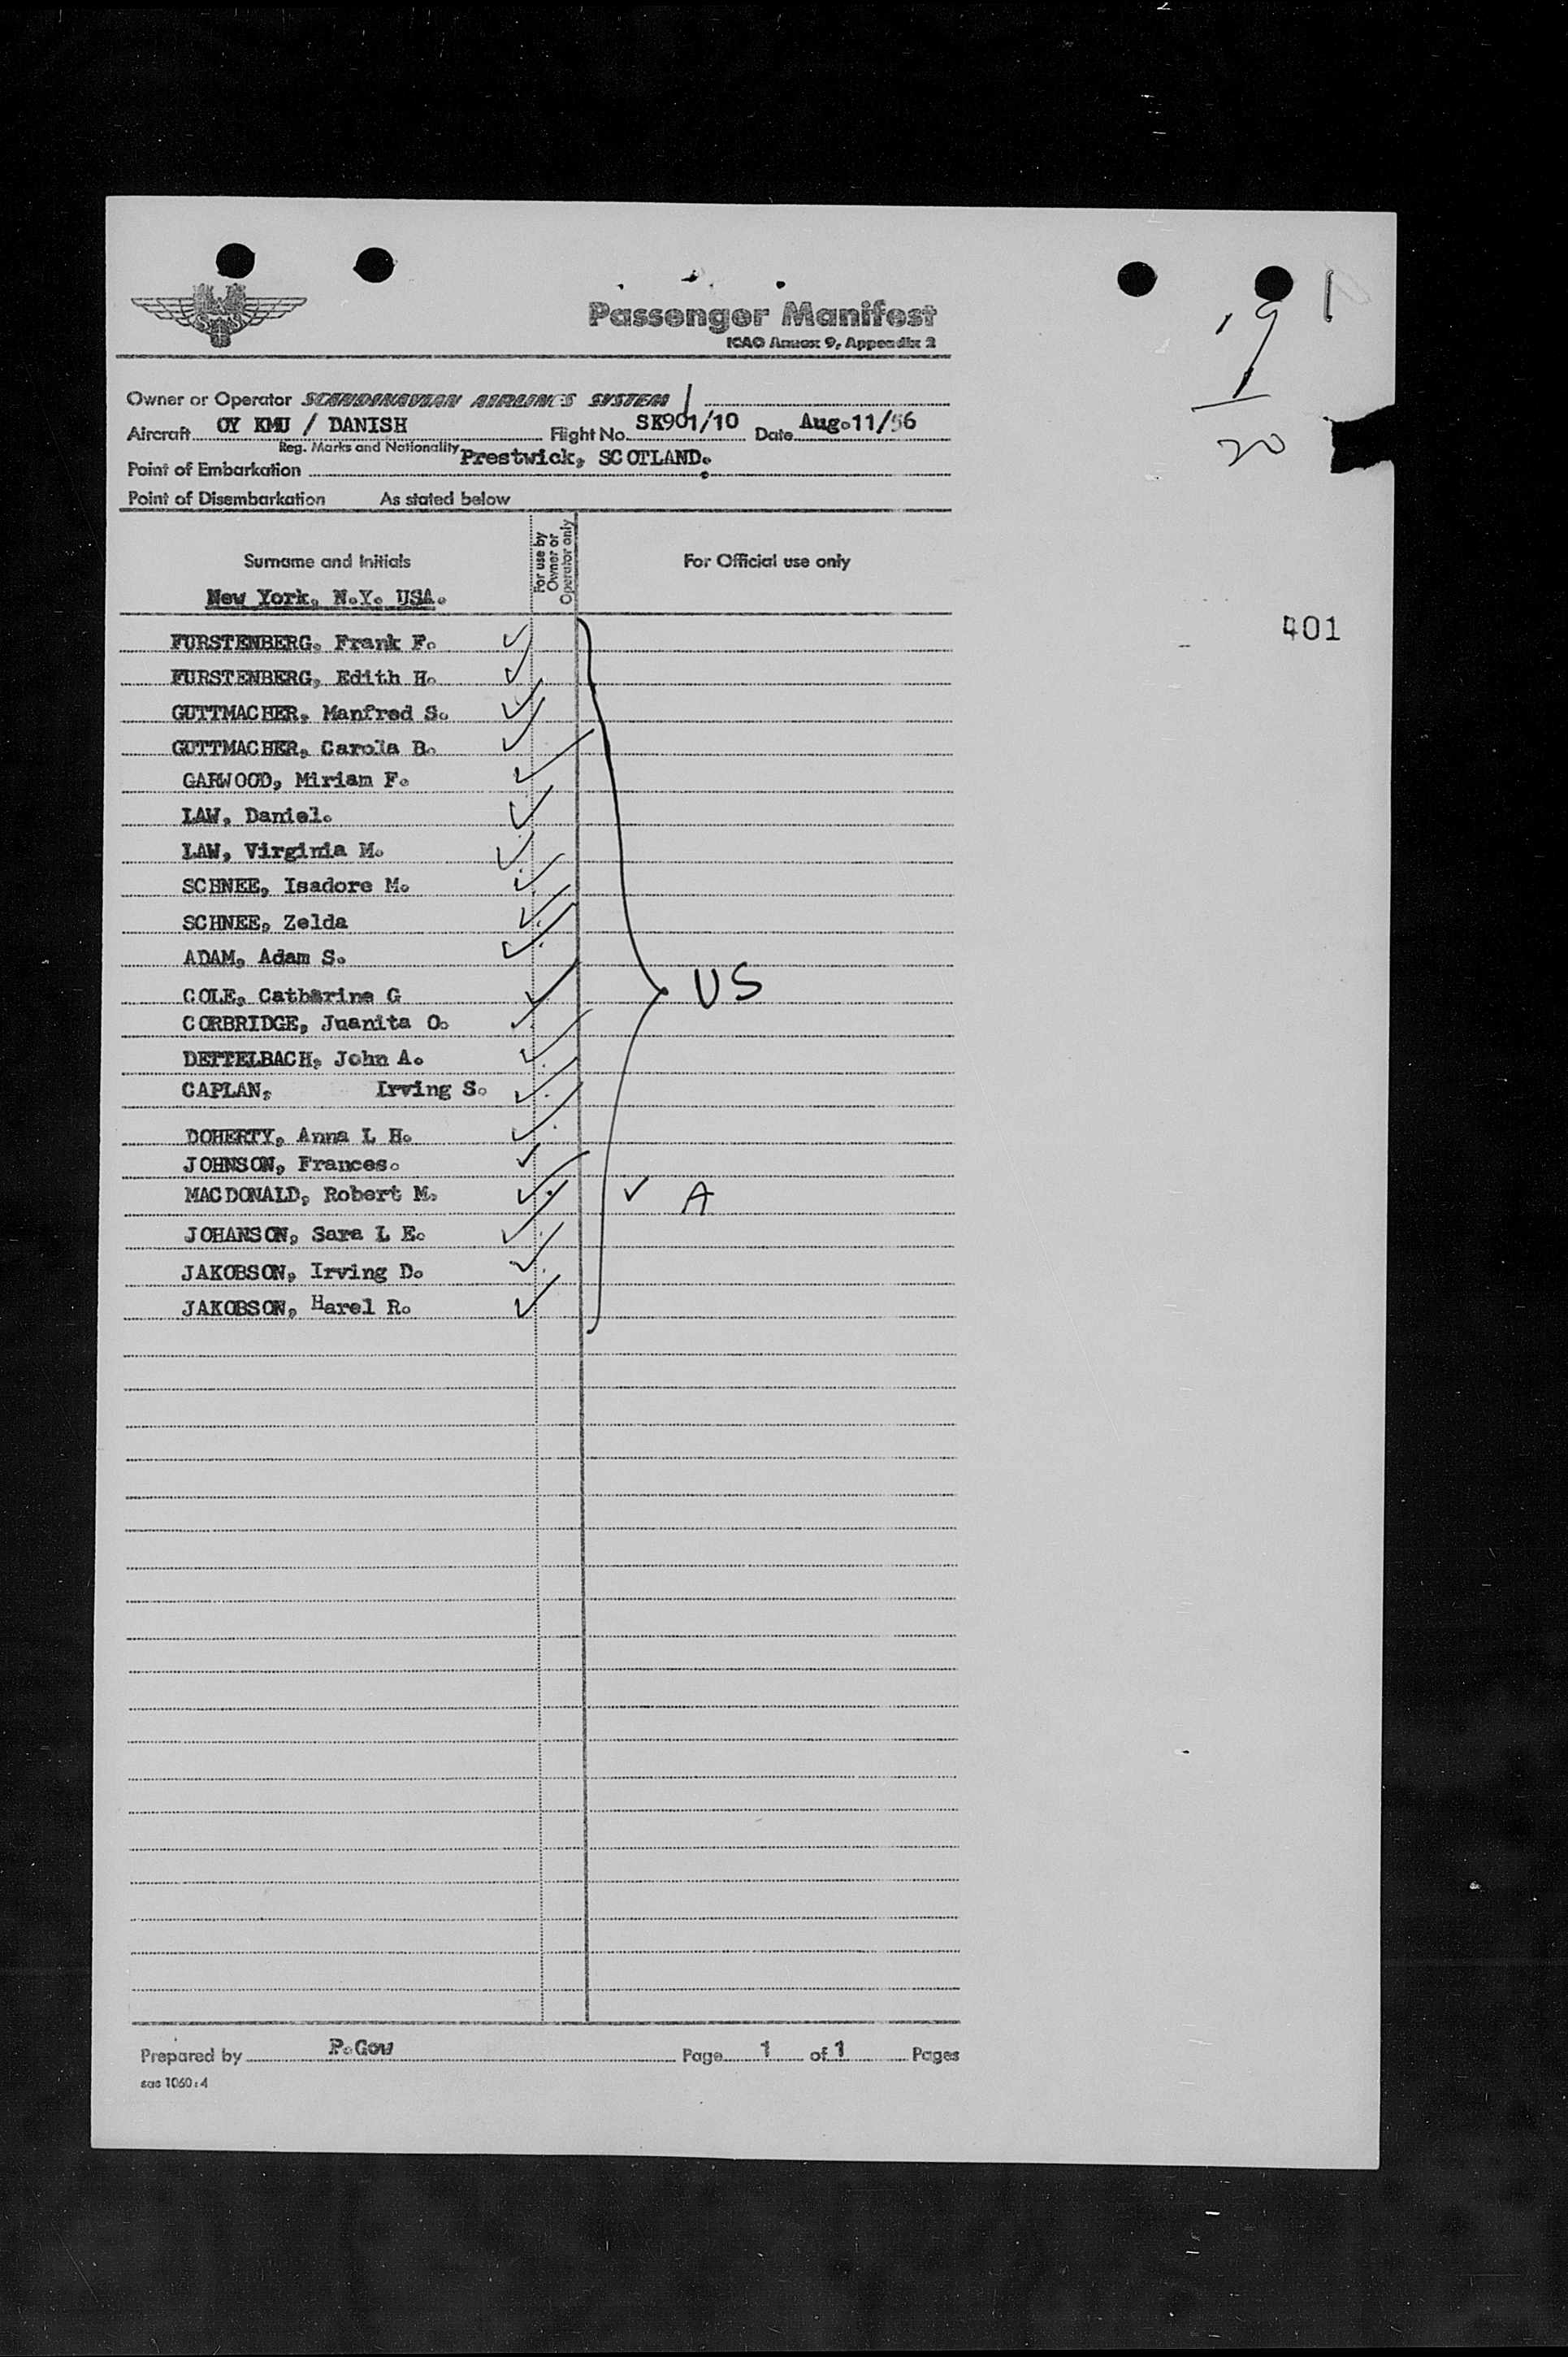 Passenger Manifest
ICAO Annex 9, Appendix 2
19 1
1
20
Owner or Operator SCANDINAVIAN AIRLINES SYSTEM
Aircraft OY KMU / DANISH Flight No. SK901/10 Date Aug.11/56
Reg. Marks and Nationality
Point of Embarkation Prestwick, SCOTLAND.
Point of Disembarkation As stated below
Surname and Initials For use by Owner or Operator only For Official use only
New York, N.Y. USA.
401
FURSTENBERG, Frank F.
FURSTENBERG, Edith H.
GUTTMACHER, Manfred S.
GUTTMACHER, Carola B.
GARWOOD, Miriam F.
LAW, Daniel.
LAW, Virginia M.
SCHNEE, Isadore M.
SCHNEE, Zelda
ADAM, Adam S.
COLE, Catharine G US
CORBRIDGE, Juanita O.
DETTELBACH, John A.
CAPLAN, Irving S.
DOHERTY, Anna L H.
JOHNSON, Frances.
MACDONALD, Robert M. A
JOHANSON, Sara L E.
JAKOBSON, Irving D.
JAKOBSON, Harel R.
Prepared by P.Gow Page 1 of 1 Pages
sas 1060:4